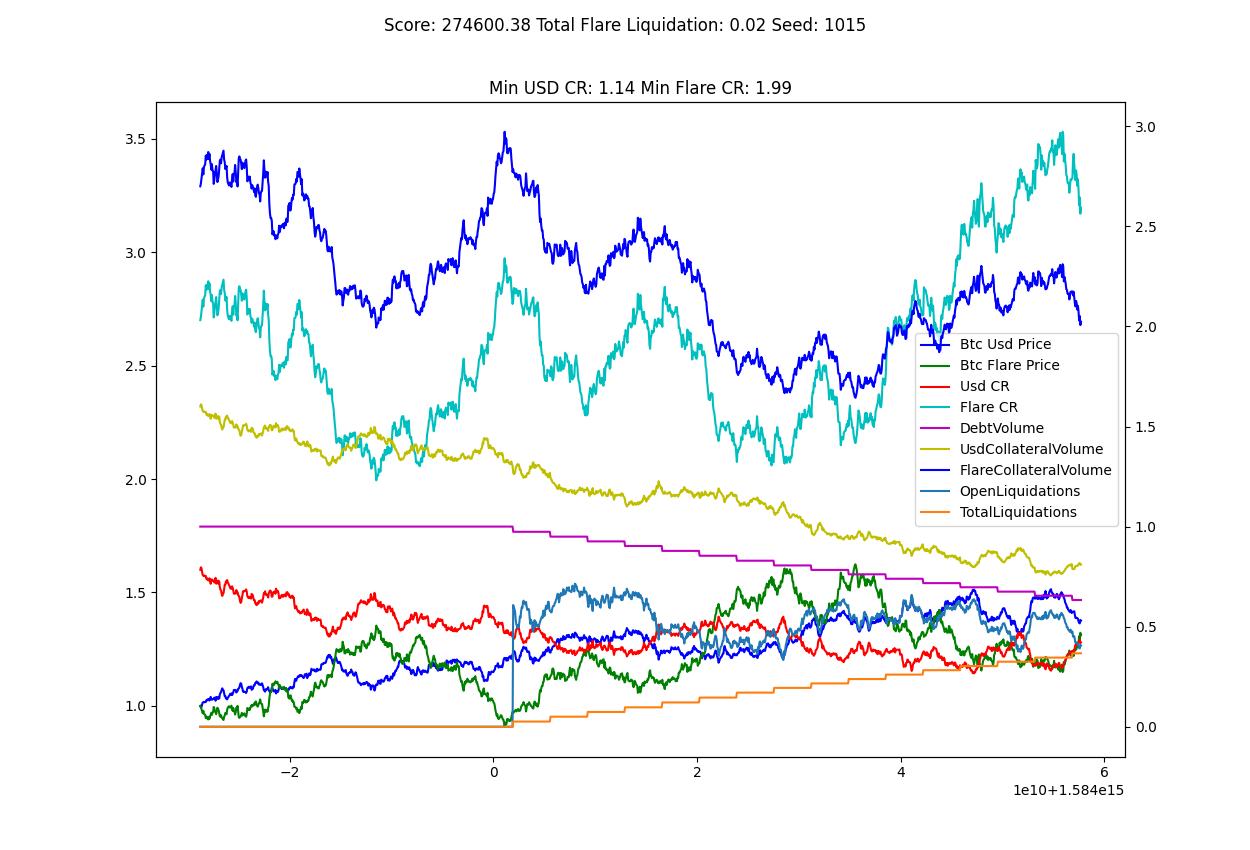 Score: 274600.38 Total Flare Liquidation: 0.02 Seed: 1015
Min USD CR: 1.14 Min Flare CR: 1.99
3.5
3.0
2.5
2.0
1.5
1.0
3.0
2.5
2.0
1.5
1.0
0.5
0.0
Btc Usd Price
Btc Flare Price
Usd CR
Flare CR
DebtVolume
UsdCollateralVolume
FlareCollateralVolume
OpenLiquidations
TotalLiquidations
−2 0 2 4 6
1e10+1.584e15